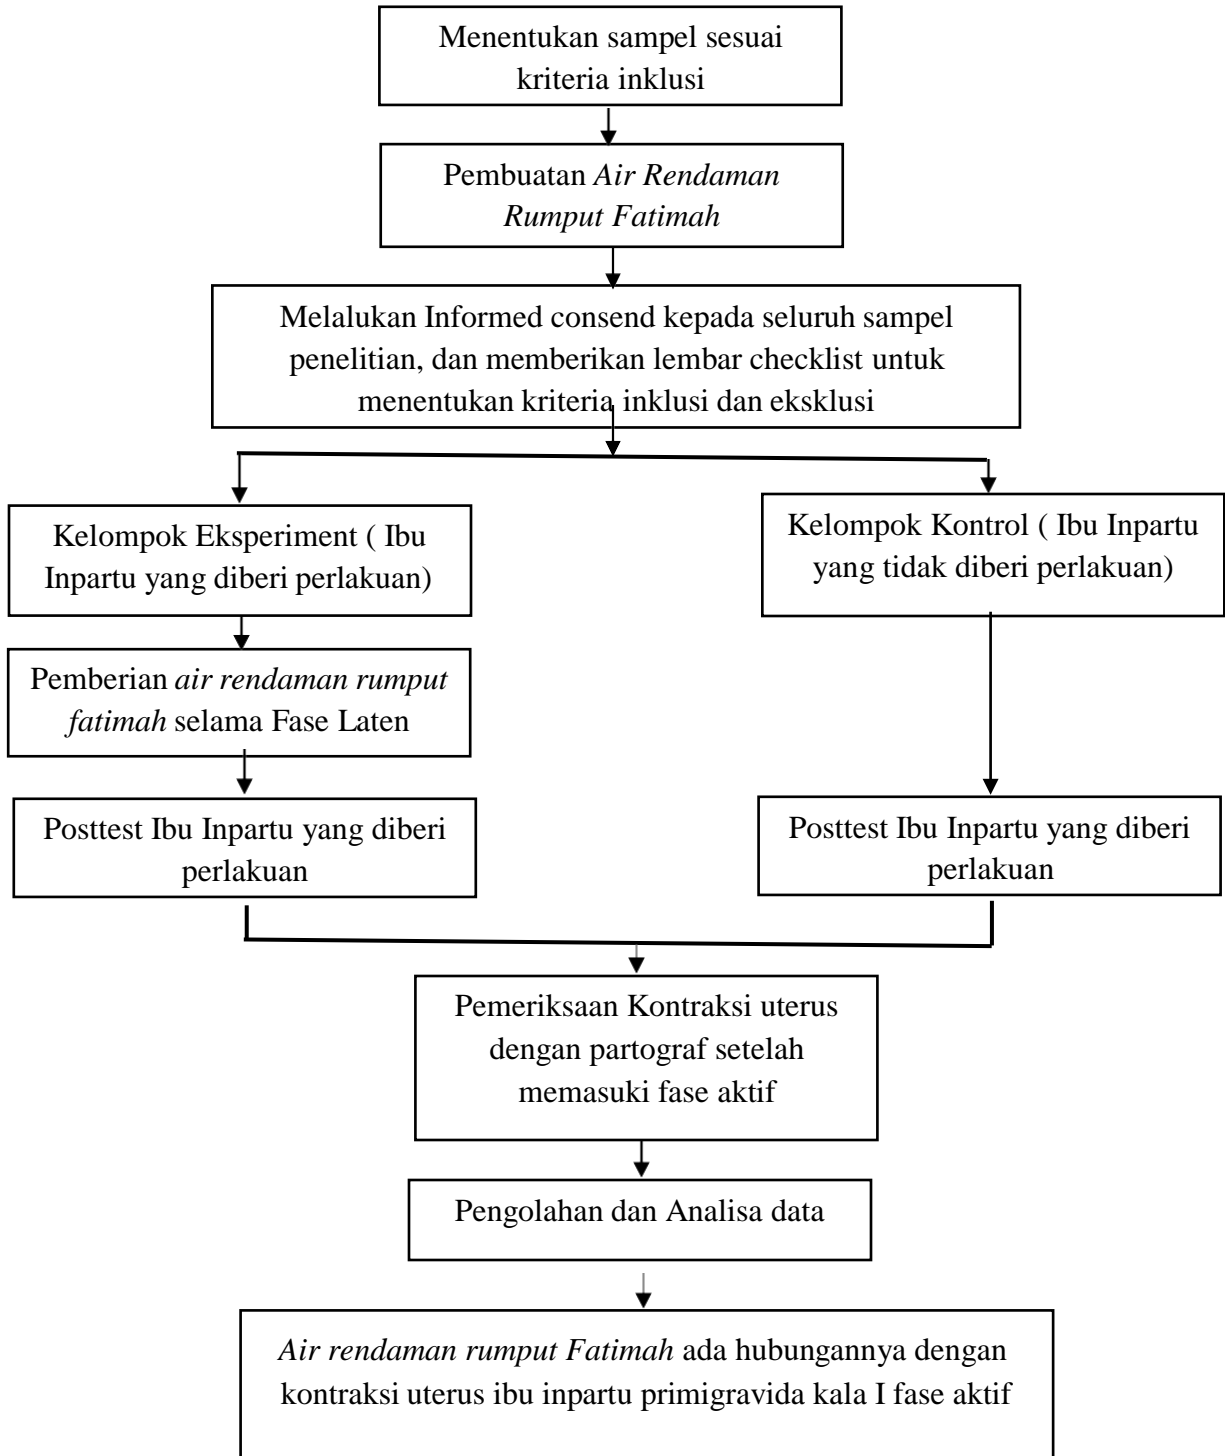 Menentukan sampel sesuai
kriteria inklusi
Pembuatan Air Rendaman
Rumput Fatimah
Melalukan Informed consend kepada seluruh sampel
penelitian, dan memberikan lembar checklist untuk
menentukan kriteria inklusi dan eksklusi
Kelompok Eksperiment ( Ibu
Inpartu yang diberi perlakuan)
Kelompok Kontrol ( Ibu Inpartu
yang tidak diberi perlakuan)
Pemberian air rendaman rumput
fatimah selama Fase Laten
Posttest Ibu Inpartu yang diberi
perlakuan
Posttest Ibu Inpartu yang diberi
perlakuan
Pemeriksaan Kontraksi uterus
dengan partograf setelah
memasuki fase aktif
Pengolahan dan Analisa data
Air rendaman rumput Fatimah ada hubungannya dengan
kontraksi uterus ibu inpartu primigravida kala I fase aktif